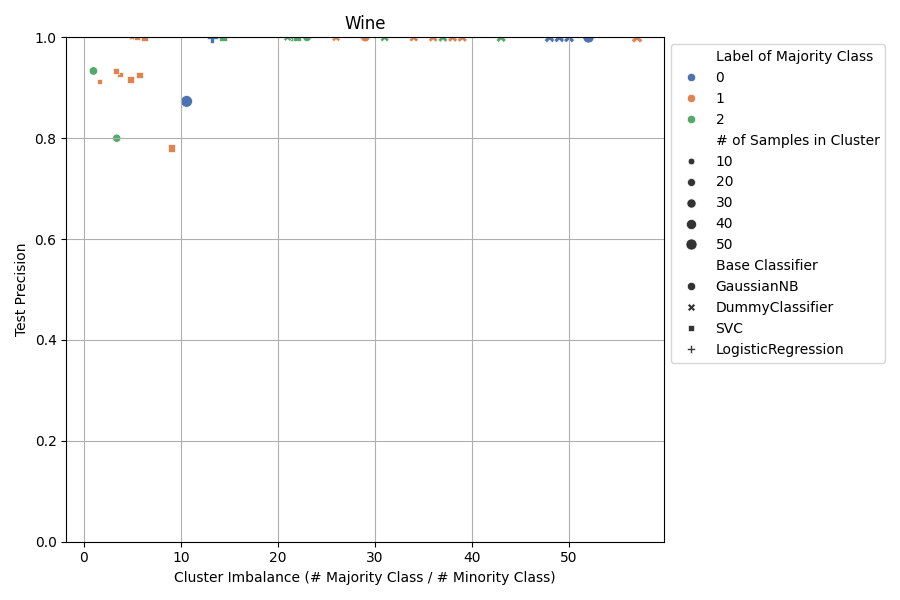 Wine
1.0
0.8
0.6
0.4
0.2
0.0
Test Precision
0 10 20 30 40 50
Cluster Imbalance (# Majority Class / # Minority Class)
Label of Majority Class
0
1
2
# of Samples in Cluster
10
20
30
40
50
Base Classifier
GaussianNB
DummyClassifier
SVC
LogisticRegression